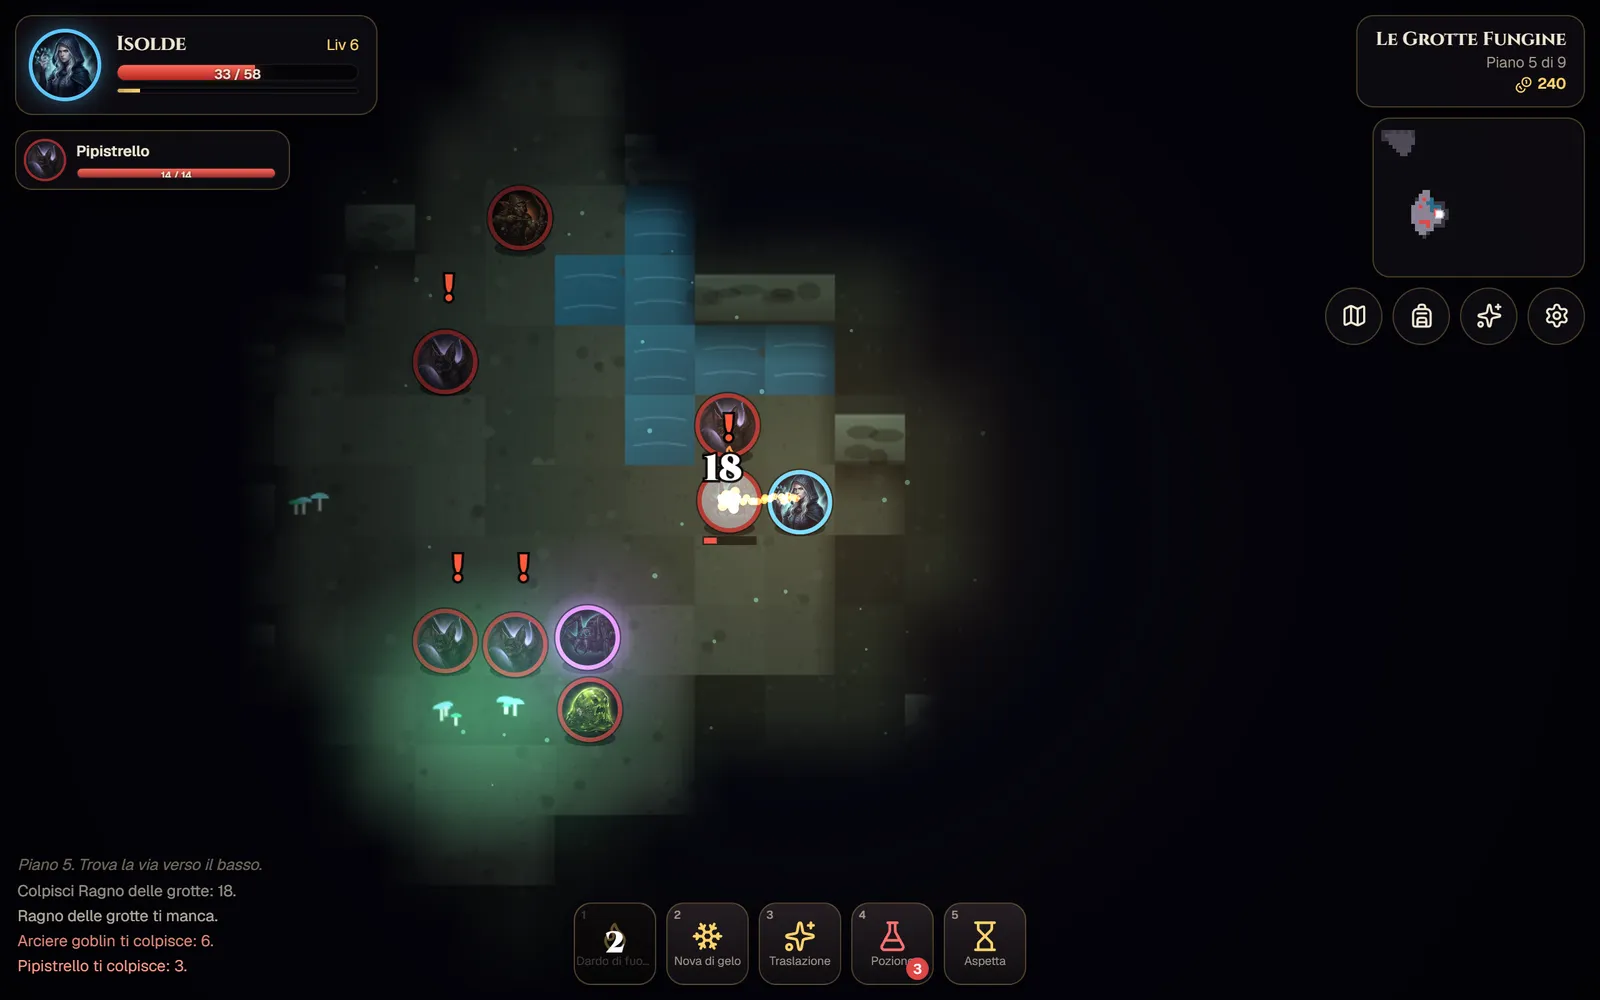 Isolde
Liv 6
33 / 58
Pipistrello
14 / 14
Le Grotte Fungine
Piano 5 di 9
240
!
!
18
! !
Piano 5. Trova la via verso il basso.
Colpisci Ragno delle grotte: 18.
Ragno delle grotte ti manca.
Arciere goblin ti colpisce: 6.
Pipistrello ti colpisce: 3.
1
2
Dardo di fuo...
2
Nova di gelo
3
Traslazione
4
Pozione
3
5
Aspetta